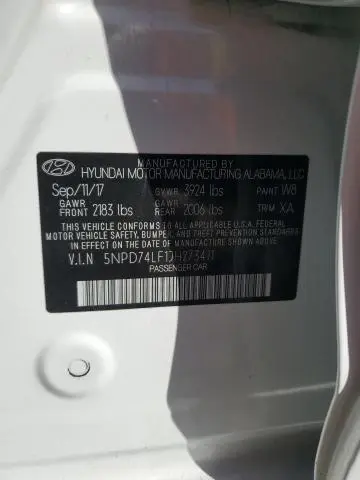 MANUFACTURED BY
HYUNDAI MOTOR MANUFACTURING ALABAMA, LLC
Sep/11/17 GVWR 3924 lbs PAINT W8
GAWR FRONT 2183 lbs GAWR REAR 2006 lbs TRIM XA
THIS VEHICLE CONFORMS TO ALL APPLICABLE U.S. FEDERAL
MOTOR VEHICLE SAFETY, BUMPER, AND THEFT PREVENTION
STANDARDS IN EFFECT ON THE DATE OF MANUFACTURE SHOWN ABOVE.
V.I.N
PASSENGER CAR